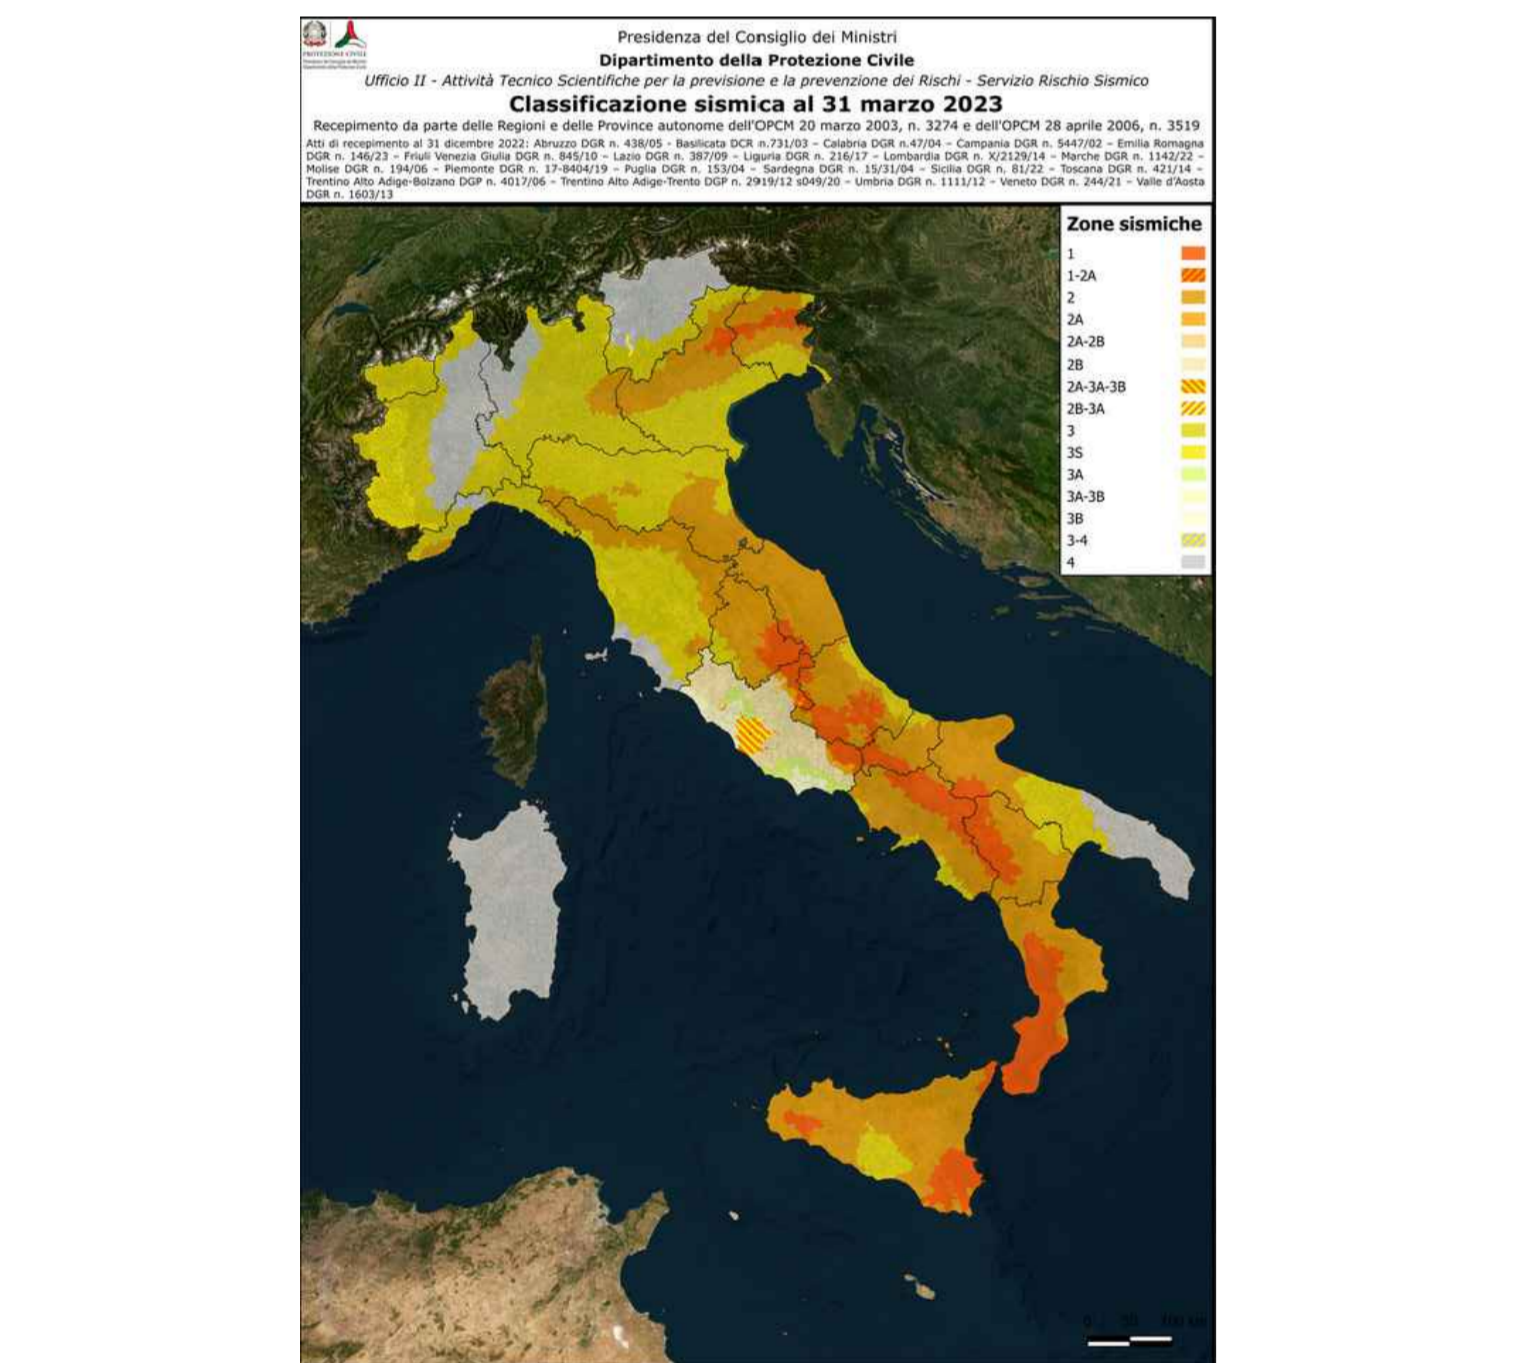 PROTEZIONE CIVILE
Presidenza del Consiglio dei Ministri
Dipartimento della Protezione Civile
Ufficio II - Attività Tecnico Scientifiche per la previsione e la prevenzione dei Rischi - Servizio Rischio Sismico
Classificazione sismica al 31 marzo 2023
Recepimento da parte delle Regioni e delle Province autonome dell'OPCM 20 marzo 2003, n. 3274 e dell'OPCM 28 aprile 2006, n. 3519
Atti di recepimento al 31 dicembre 2022: Abruzzo DGR n. 438/05 - Basilicata DCR n.731/03 – Calabria DGR n.47/04 – Campania DGR n. 5447/02 – Emilia Romagna
DGR n. 146/23 – Friuli Venezia Giulia DGR n. 845/10 – Lazio DGR n. 387/09 – Liguria DGR n. 216/17 – Lombardia DGR n. X/2129/14 – Marche DGR n. 1142/22 –
Molise DGR n. 194/06 – Piemonte DGR n. 17-8404/19 – Puglia DGR n. 153/04 – Sardegna DGR n. 15/31/04 – Sicilia DGR n. 81/22 – Toscana DGR n. 421/14 –
Trentino Alto Adige-Bolzano DGP n. 4017/06 – Trentino Alto Adige-Trento DGP n. 2919/12 s049/20 – Umbria DGR n. 1111/12 – Veneto DGR n. 244/21 – Valle d'Aosta
DGR n. 1603/13
Zone sismiche
1
1-2A
2
2A
2A-2B
2B
2A-3A-3B
2B-3A
3
3S
3A
3A-3B
3B
3-4
4
0 50 100